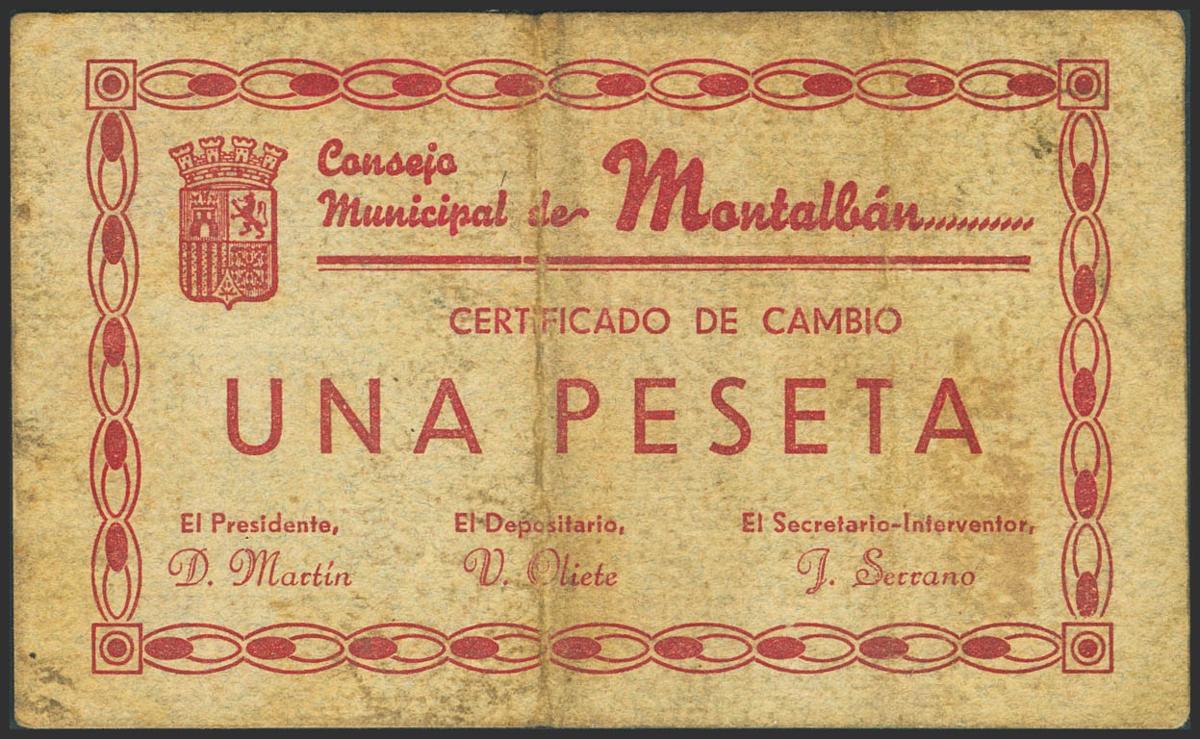 Consejo
Municipal de Montalbán...........
CERTIFICADO DE CAMBIO
UNA PESETA
El Presidente, El Depositario, El Secretario-Interventor,
D. Martín V. Oliete J. Serrano